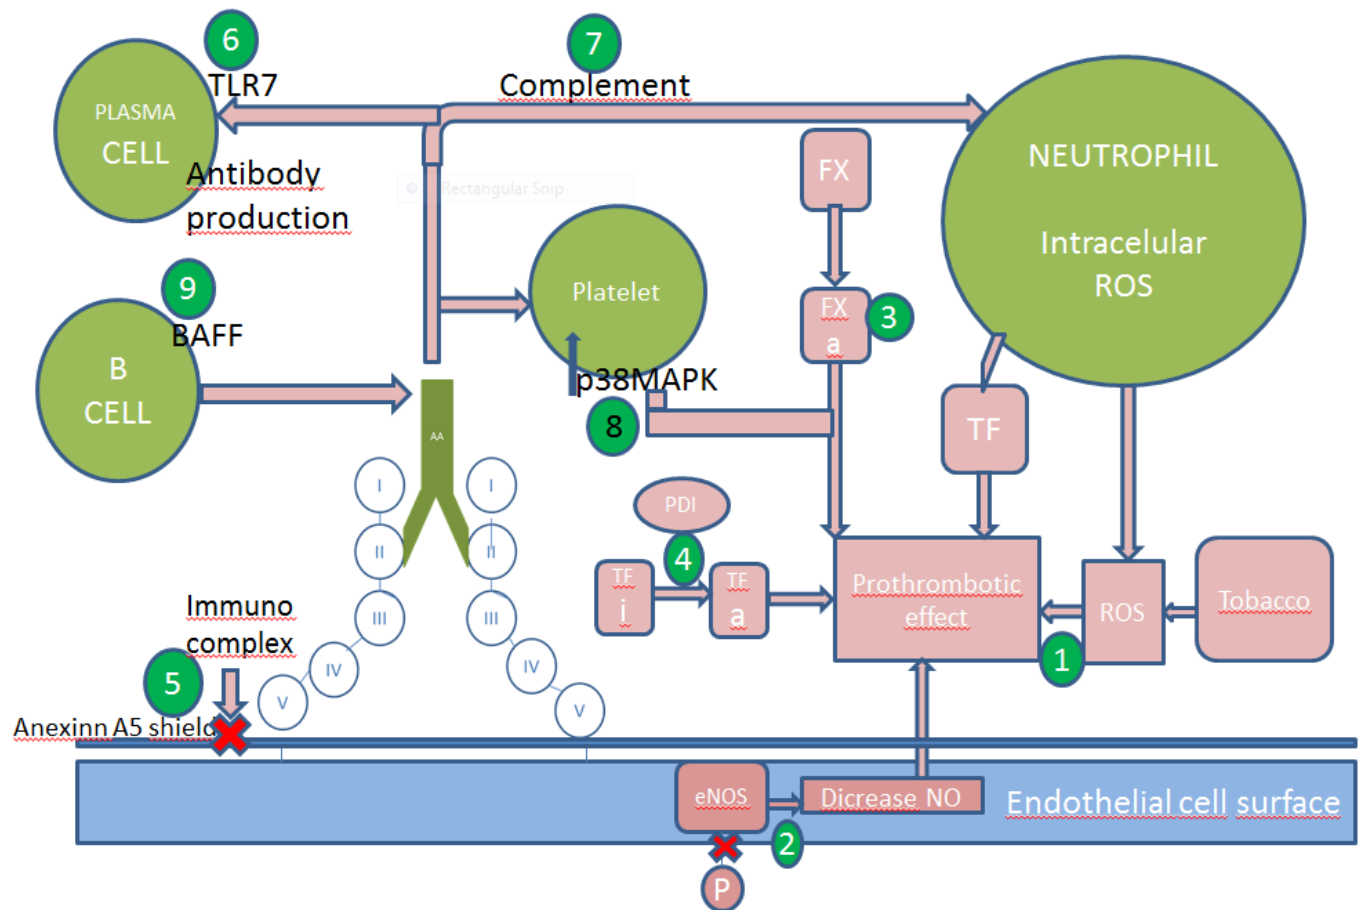 6
TLR7
PLASMA
CELL
Antibody
production
7
Complement
NEUTROPHIL
Intracelular
ROS
Rectangular Snip
FX
FX
a
3
Platelet
p38MAPK
8
9
BAFF
B
CELL
AA
I
I
II
II
III
III
IV
IV
V
V
TF
PDI
4
TF
i
TF
a
Prothrombotic
effect
1
ROS
Tobacco
Immuno
complex
5
Anexinn A5 shield
eNOS
Dicrease NO
2
P
Endothelial cell surface